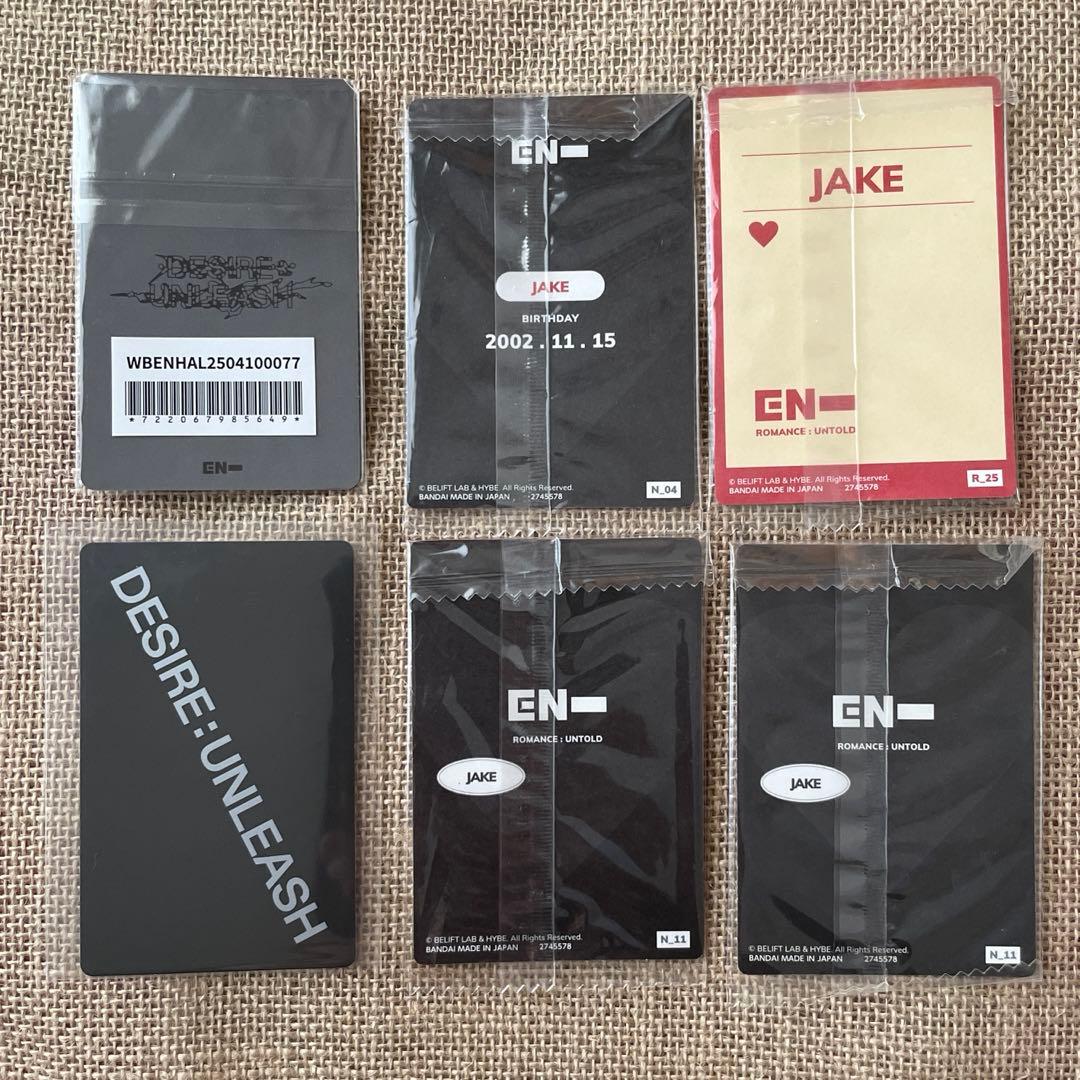 DESIRE :
UNLEASH
WBENHAL2504100077
*722067985649*
EN-
EN-
JAKE
BIRTHDAY
2002 . 11 . 15
© BELIFT LAB & HYBE. All Rights Reserved.
BANDAI MADE IN JAPAN 2745578
N_04
JAKE
EN-
ROMANCE : UNTOLD
© BELIFT LAB & HYBE. All Rights Reserved.
BANDAI MADE IN JAPAN 2745578
R_25
DESIRE : UNLEASH
EN-
ROMANCE : UNTOLD
JAKE
© BELIFT LAB & HYBE. All Rights Reserved.
BANDAI MADE IN JAPAN 2745578
N_11
EN-
ROMANCE : UNTOLD
JAKE
© BELIFT LAB & HYBE. All Rights Reserved.
BANDAI MADE IN JAPAN 2745578
N_11